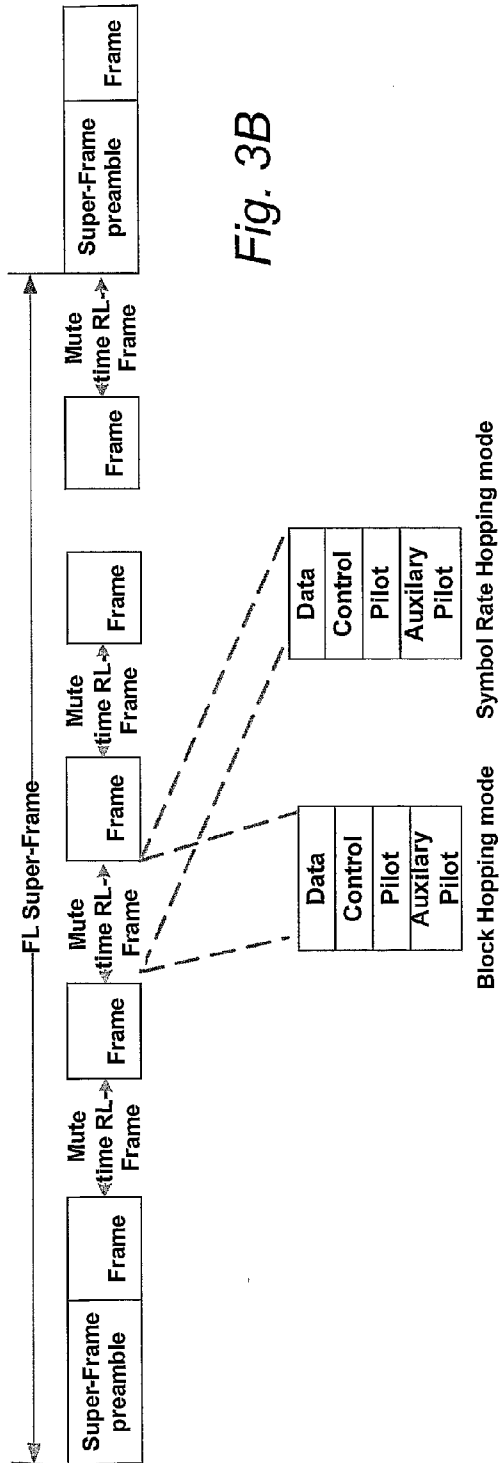 FL Super-Frame
Super-Frame
preamble
Frame
Mute
time RL-
Frame
Frame
Mute
time RL-
Frame
Frame
Mute
time RL-
Frame
Frame
Frame
Mute
time RL-
Frame
Super-Frame
preamble
Frame
Data
Control
Pilot
Auxilary
Pilot
Block Hopping mode
Data
Control
Pilot
Auxilary
Pilot
Symbol Rate Hopping mode
Fig. 3B